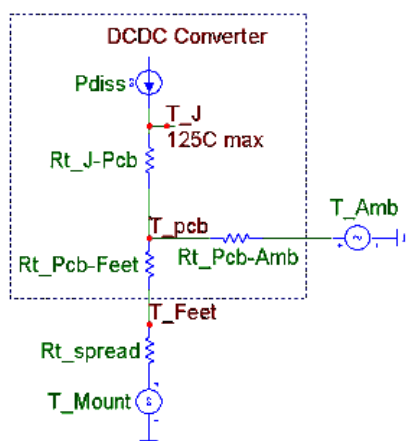 DCDC Converter
Pdiss
T_J
125C max
Rt_J-Pcb
T_pcb
T_Amb
Rt_Pcb-Feet
Rt_Pcb-Amb
T_Feet
Rt_spread
T_Mount